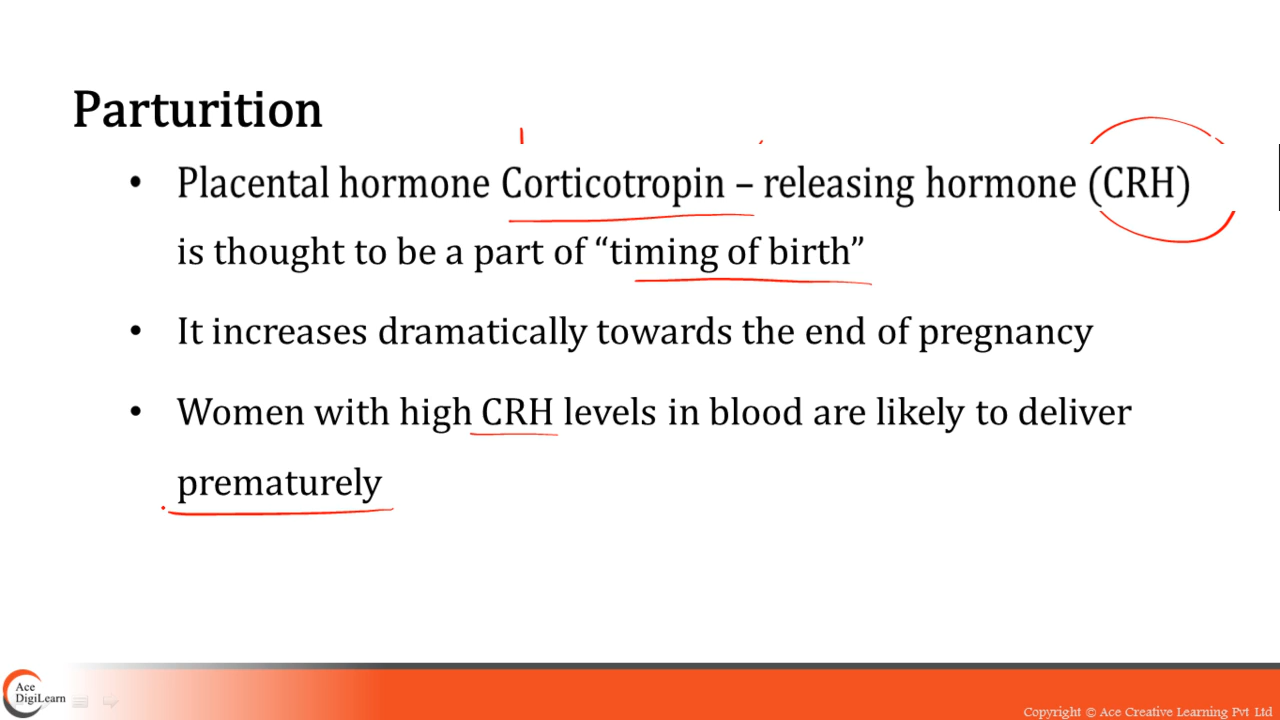 Parturition
• Placental hormone Corticotropin – releasing hormone (CRH)
is thought to be a part of “timing of birth”
• It increases dramatically towards the end of pregnancy
• Women with high CRH levels in blood are likely to deliver
prematurely
Ace
DigiLearn
Copyright © Ace Creative Learning Pvt Ltd